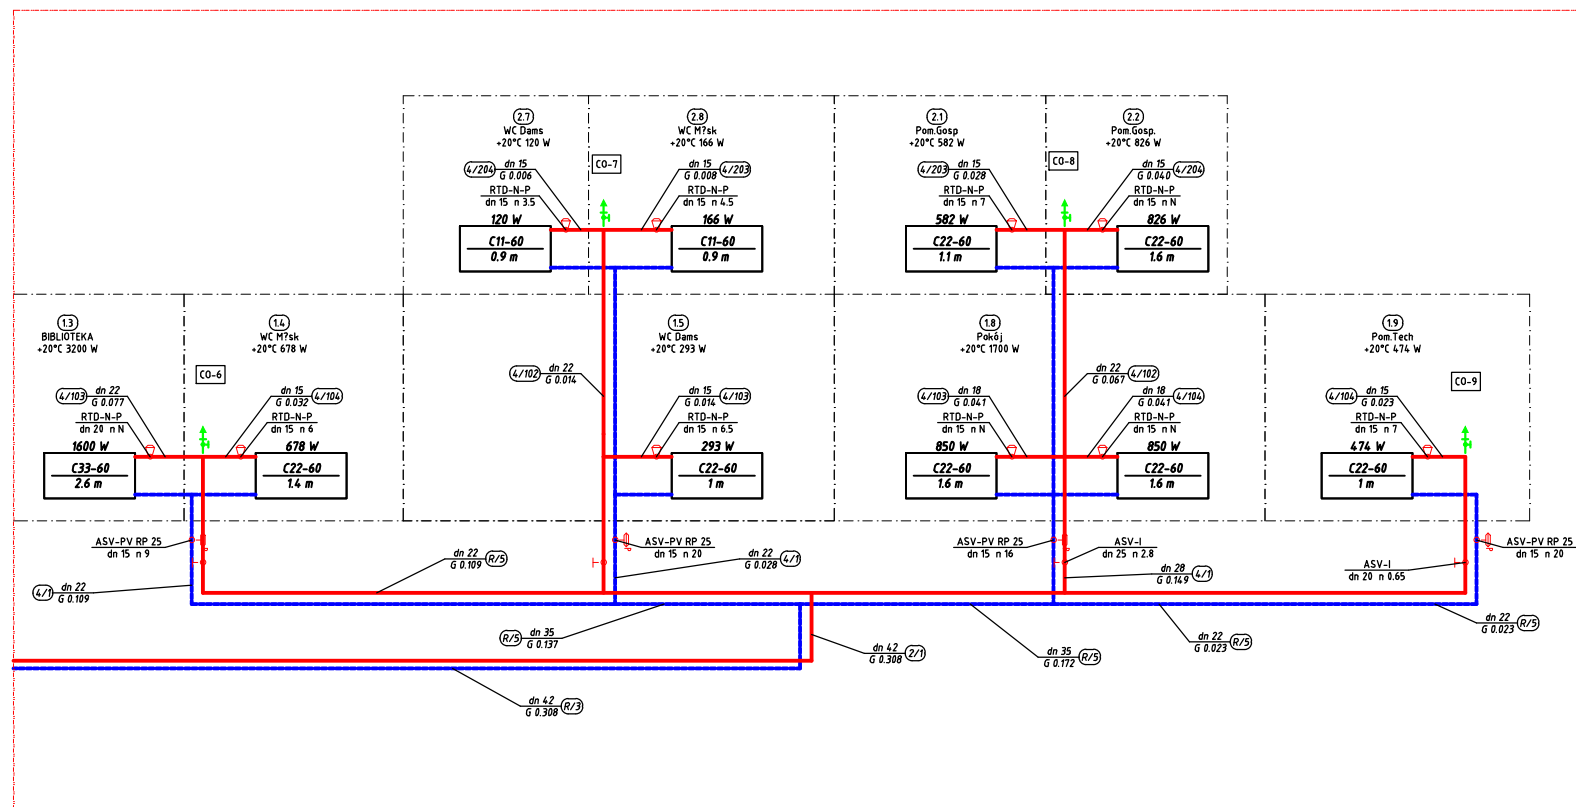 2.7
WC Dams
+20°C 120 W
2.8
WC M?sk
+20°C 166 W
2.1
Pom.Gosp
+20°C 582 W
2.2
Pom.Gosp.
+20°C 826 W
CO-7
CO-8
4/204
dn 15
G 0.006
RTD-N-P
dn 15 n 3.5
dn 15
G 0.008
4/203
RTD-N-P
dn 15 n 4.5
4/203
dn 15
G 0.028
RTD-N-P
dn 15 n 7
dn 15
G 0.040
4/204
RTD-N-P
dn 15 n N
120 W
C11-60
0.9 m
166 W
C11-60
0.9 m
582 W
C22-60
1.1 m
826 W
C22-60
1.6 m
1.3
BIBLIOTEKA
+20°C 3200 W
1.4
WC M?sk
+20°C 678 W
1.5
WC Dams
+20°C 293 W
1.8
Pokój
+20°C 1700 W
1.9
Pom.Tech
+20°C 474 W
CO-6
CO-9
4/102
dn 22
G 0.014
dn 22
G 0.067
4/102
4/103
dn 22
G 0.077
RTD-N-P
dn 20 n N
dn 15
G 0.032
4/104
RTD-N-P
dn 15 n 6
dn 15
G 0.014
4/103
RTD-N-P
dn 15 n 6.5
4/103
dn 18
G 0.041
RTD-N-P
dn 15 n N
dn 18
G 0.041
4/104
RTD-N-P
dn 15 n N
4/104
dn 15
G 0.023
RTD-N-P
dn 15 n 7
1600 W
C33-60
2.6 m
678 W
C22-60
1.4 m
293 W
C22-60
1 m
850 W
C22-60
1.6 m
850 W
C22-60
1.6 m
474 W
C22-60
1 m
ASV-PV RP 25
dn 15 n 9
ASV-PV RP 25
dn 15 n 20
ASV-PV RP 25
dn 15 n 16
ASV-I
dn 25 n 2.8
ASV-I
dn 20 n 0.65
ASV-PV RP 25
dn 15 n 20
4/1
dn 22
G 0.109
dn 22
G 0.109
R/5
dn 22
G 0.028
4/1
dn 28
G 0.149
4/1
R/5
dn 35
G 0.137
dn 42
G 0.308
2/1
dn 35
G 0.172
R/5
dn 22
G 0.023
R/5
dn 22
G 0.023
R/5
dn 42
G 0.308
R/3